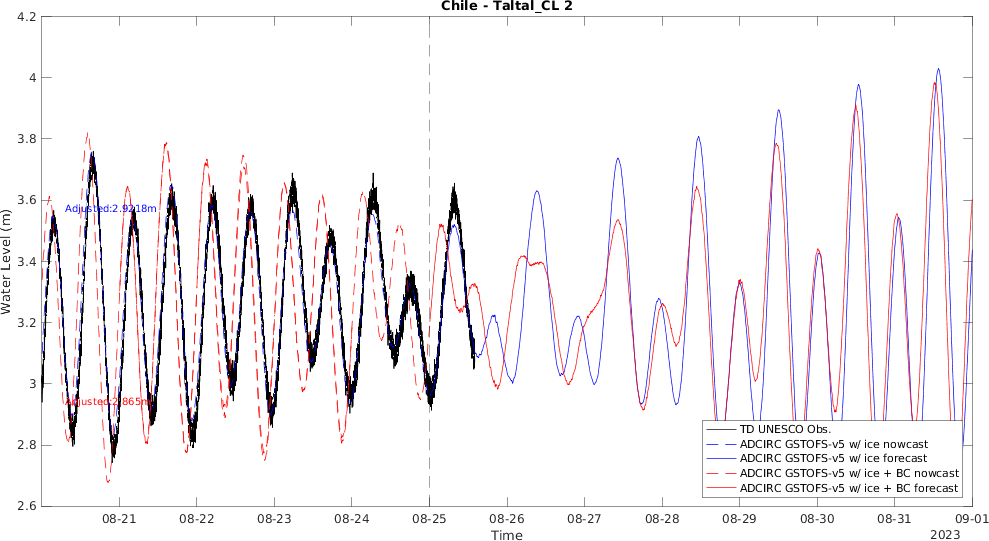 Chile - Taltal_CL 2
4.2
4
3.8
3.6
3.4
3.2
3
2.8
2.6
Water Level (m)
Adjusted:2.9218m
Adjusted:2.865m
TD UNESCO Obs.
ADCIRC GSTOFS-v5 w/ ice nowcast
ADCIRC GSTOFS-v5 w/ ice forecast
ADCIRC GSTOFS-v5 w/ ice + BC nowcast
ADCIRC GSTOFS-v5 w/ ice + BC forecast
08-21 08-22 08-23 08-24 08-25 08-26 08-27 08-28 08-29 08-30 08-31 09-01
Time
2023